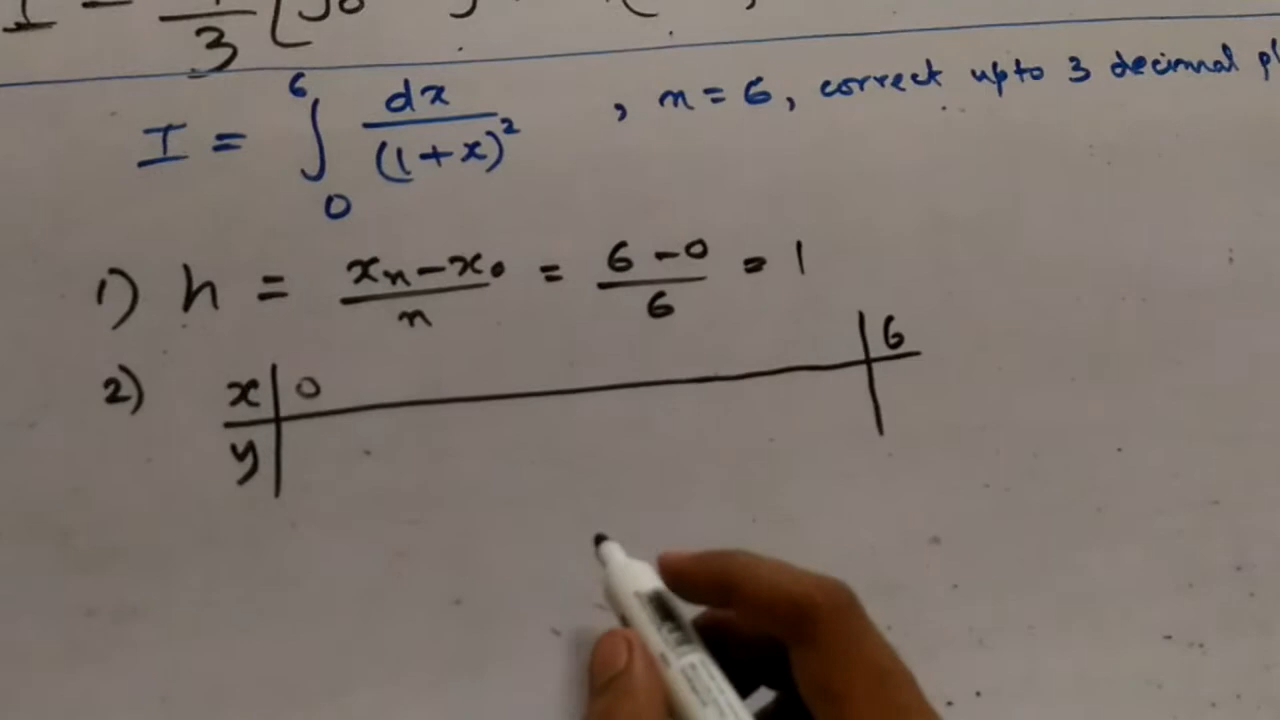 3
I = ∫₀⁶ dx/(1+x)² , n = 6, correct upto 3 decimal
1) h = (xₙ - x₀)/n = (6 - 0)/6 = 1
2) x | 0 | 6
y |